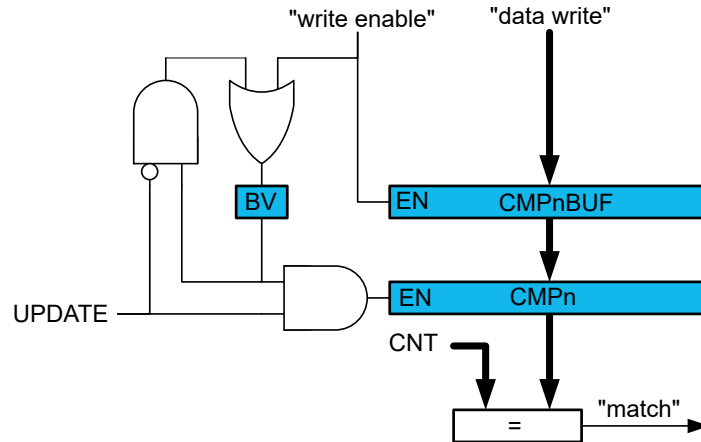 "write enable" "data write"
BV
EN CMPnBUF
EN CMPn
UPDATE
CNT
= "match"